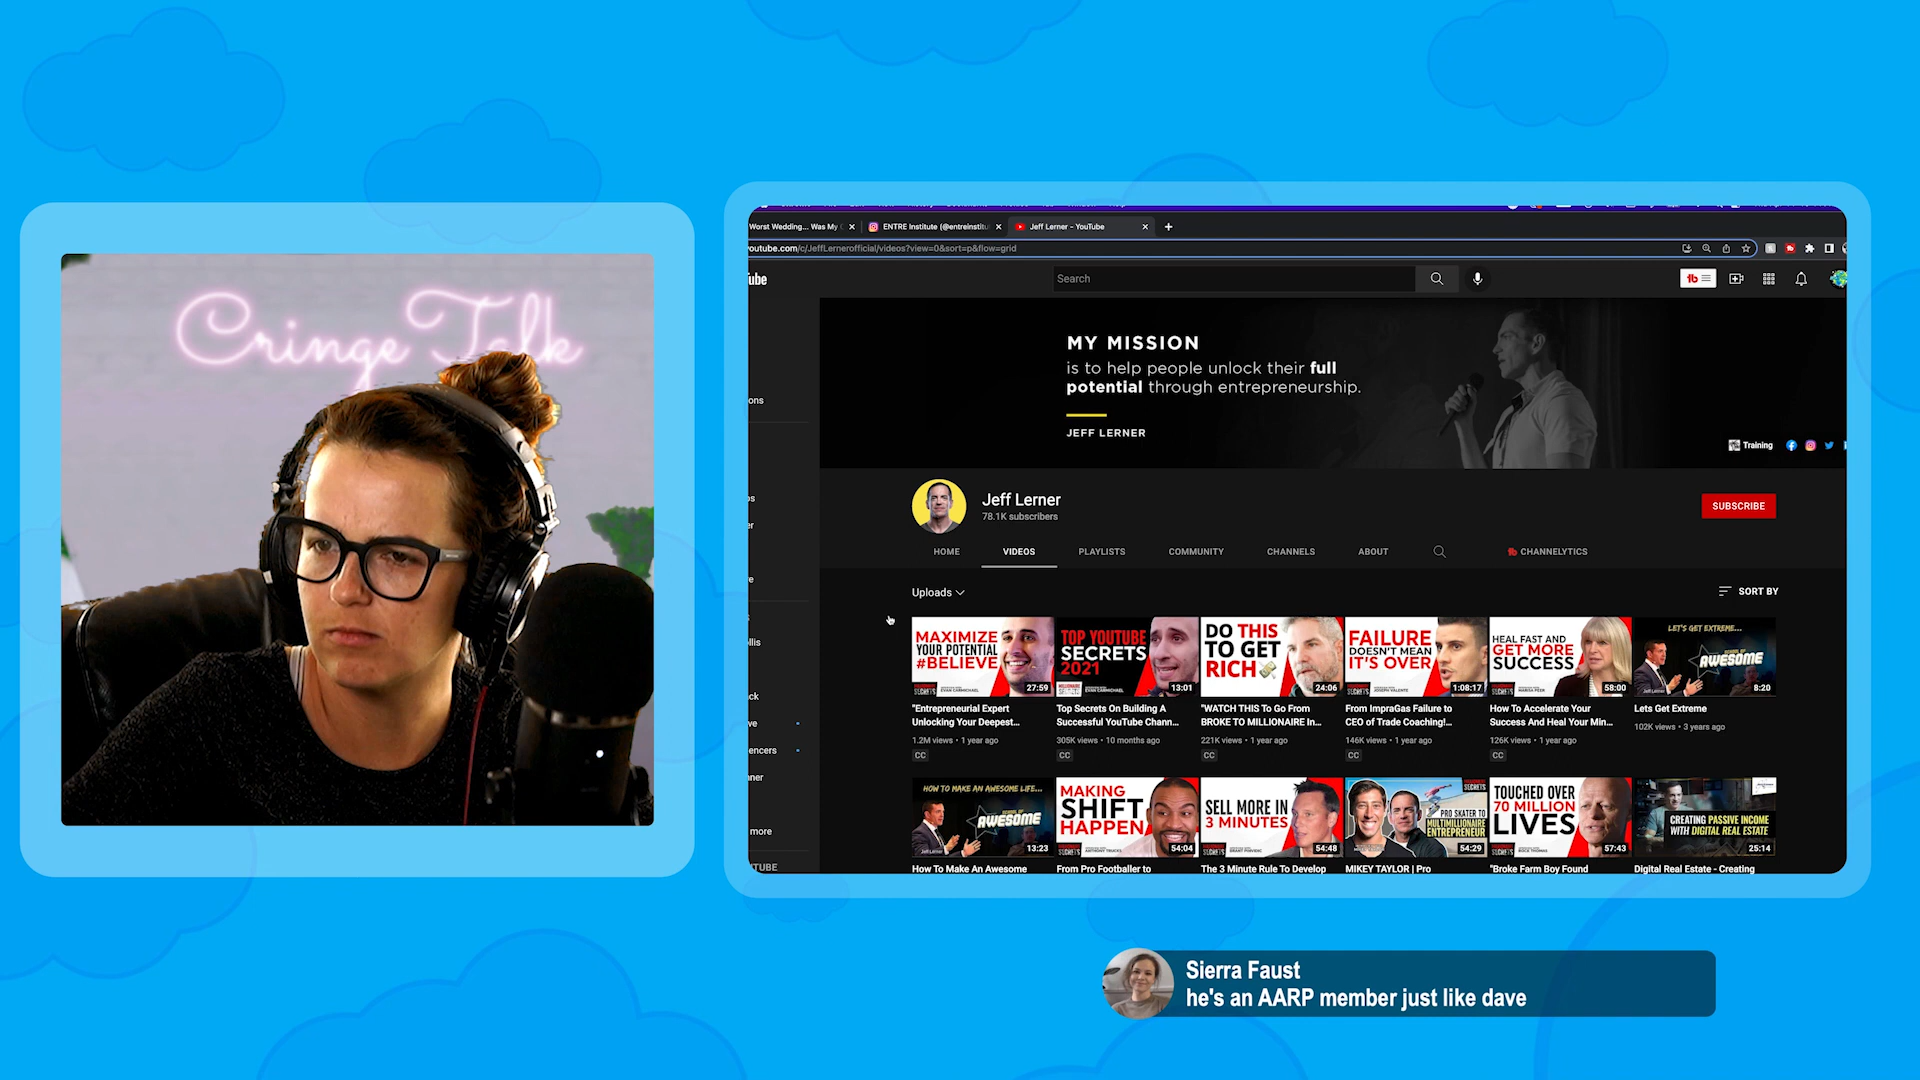 Cringe Talk
Worst Wedding... Was My
ENTRE Institute (@entreinstitu
Jeff Lerner - YouTube
youtube.com/c/JeffLernerofficial/videos?view=0&sort=p&flow=grid
ube
Search
MY MISSION
is to help people unlock their full
potential through entrepreneurship.
JEFF LERNER
Training
Jeff Lerner
78.1K subscribers
SUBSCRIBE
HOME
VIDEOS
PLAYLISTS
COMMUNITY
CHANNELS
ABOUT
CHANNELYTICS
Uploads
SORT BY
MAXIMIZE
YOUR POTENTIAL
#BELIEVE
27:59
"Entrepreneurial Expert
Unlocking Your Deepest...
1.2M views • 1 year ago
CC
TOP YOUTUBE
SECRETS
2021
13:01
Top Secrets On Building A
Successful YouTube Chann...
305K views • 10 months ago
CC
DO THIS
TO GET
RICH
24:06
"WATCH THIS To Go From
BROKE TO MILLIONAIRE In...
221K views • 1 year ago
CC
FAILURE
DOESN'T MEAN
IT'S OVER
1:08:17
From ImpraGas Failure to
CEO of Trade Coaching!...
146K views • 1 year ago
CC
HEAL FAST AND
GET MORE
SUCCESS
58:00
How To Accelerate Your
Success And Heal Your Min...
126K views • 1 year ago
CC
LET'S GET EXTREME...
AWESOME
8:20
Lets Get Extreme
102K views • 3 years ago
HOW TO MAKE AN AWESOME LIFE...
AWESOME
13:23
How To Make An Awesome
MAKING
SHIFT
HAPPEN
54:04
From Pro Footballer to
SELL MORE IN
3 MINUTES
54:48
The 3 Minute Rule To Develop
PRO SKATER TO
MULTIMILLIONAIRE
ENTREPRENEUR
54:29
MIKEY TAYLOR | Pro
TOUCHED OVER
70 MILLION
LIVES
57:43
"Broke Farm Boy Found
CREATING PASSIVE INCOME
WITH DIGITAL REAL ESTATE
25:14
Digital Real Estate - Creating
ons
encers
more
TUBE
Sierra Faust
he's an AARP member just like dave